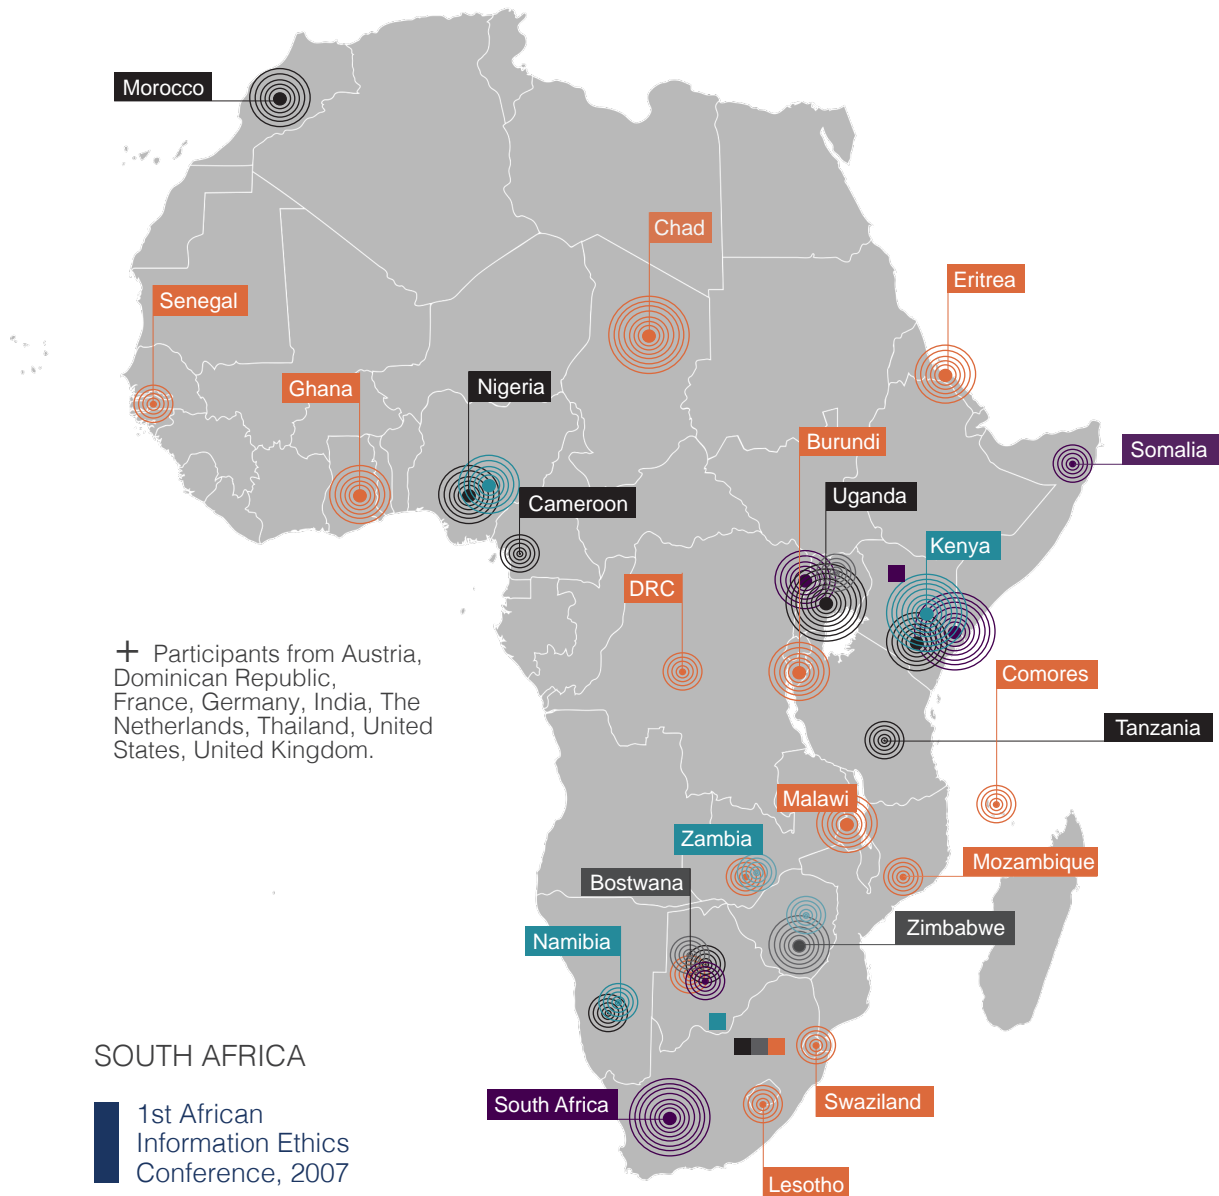 Morocco
Chad
Senegal
Eritrea
Ghana
Nigeria
Burundi
Somalia
Uganda
Cameroon
Kenya
DRC
+ Participants from Austria,
Dominican Republic,
France, Germany, India, The
Netherlands, Thailand, United
States, United Kingdom.
Comores
Tanzania
Malawi
Zambia
Mozambique
Bostwana
Zimbabwe
Namibia
SOUTH AFRICA
South Africa
Swaziland
1st African
Information Ethics
Conference, 2007
Lesotho